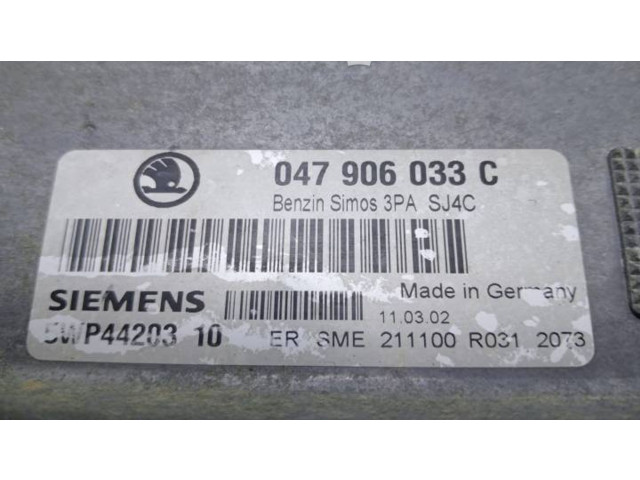 047 906 033 C
Benzin Simos 3PA SJ4C
SIEMENS
Made in Germany
11.03.02
5WP44203 10
ER SME 211100 R031 2073